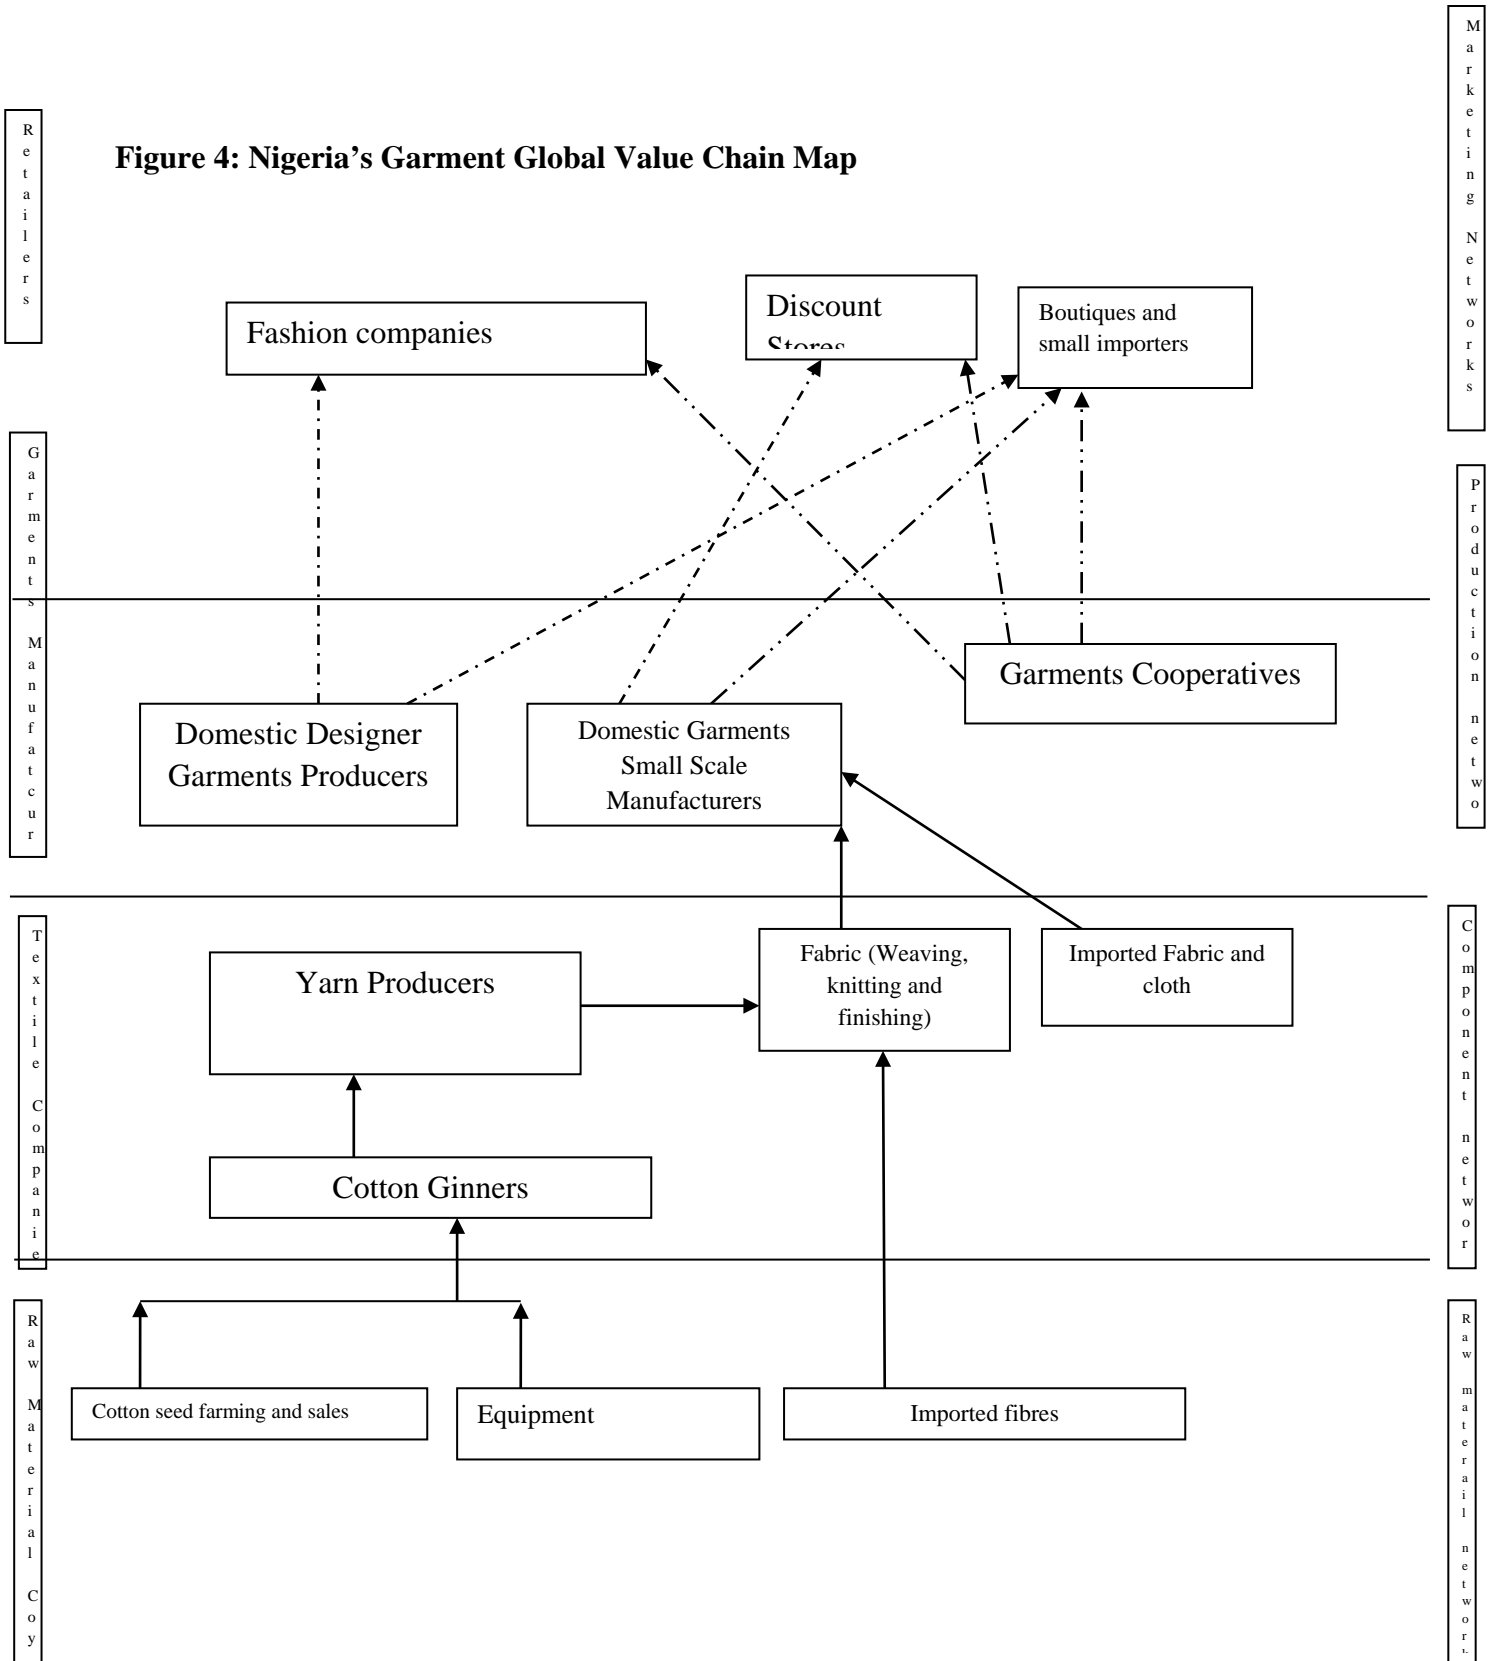 Marketing Networks
Retailers
Figure 4: Nigeria's Garment Global Value Chain Map
Fashion companies
Discount
Stores
Boutiques and
small importers
Garments Manufatcur
Production netwo
Garments Cooperatives
Domestic Designer
Garments Producers
Domestic Garments
Small Scale
Manufacturers
Textile Companie
Component networ
Yarn Producers
Fabric (Weaving,
knitting and
finishing)
Imported Fabric and
cloth
Cotton Ginners
Raw Material Coy
Raw materail network
Cotton seed farming and sales
Equipment
Imported fibres